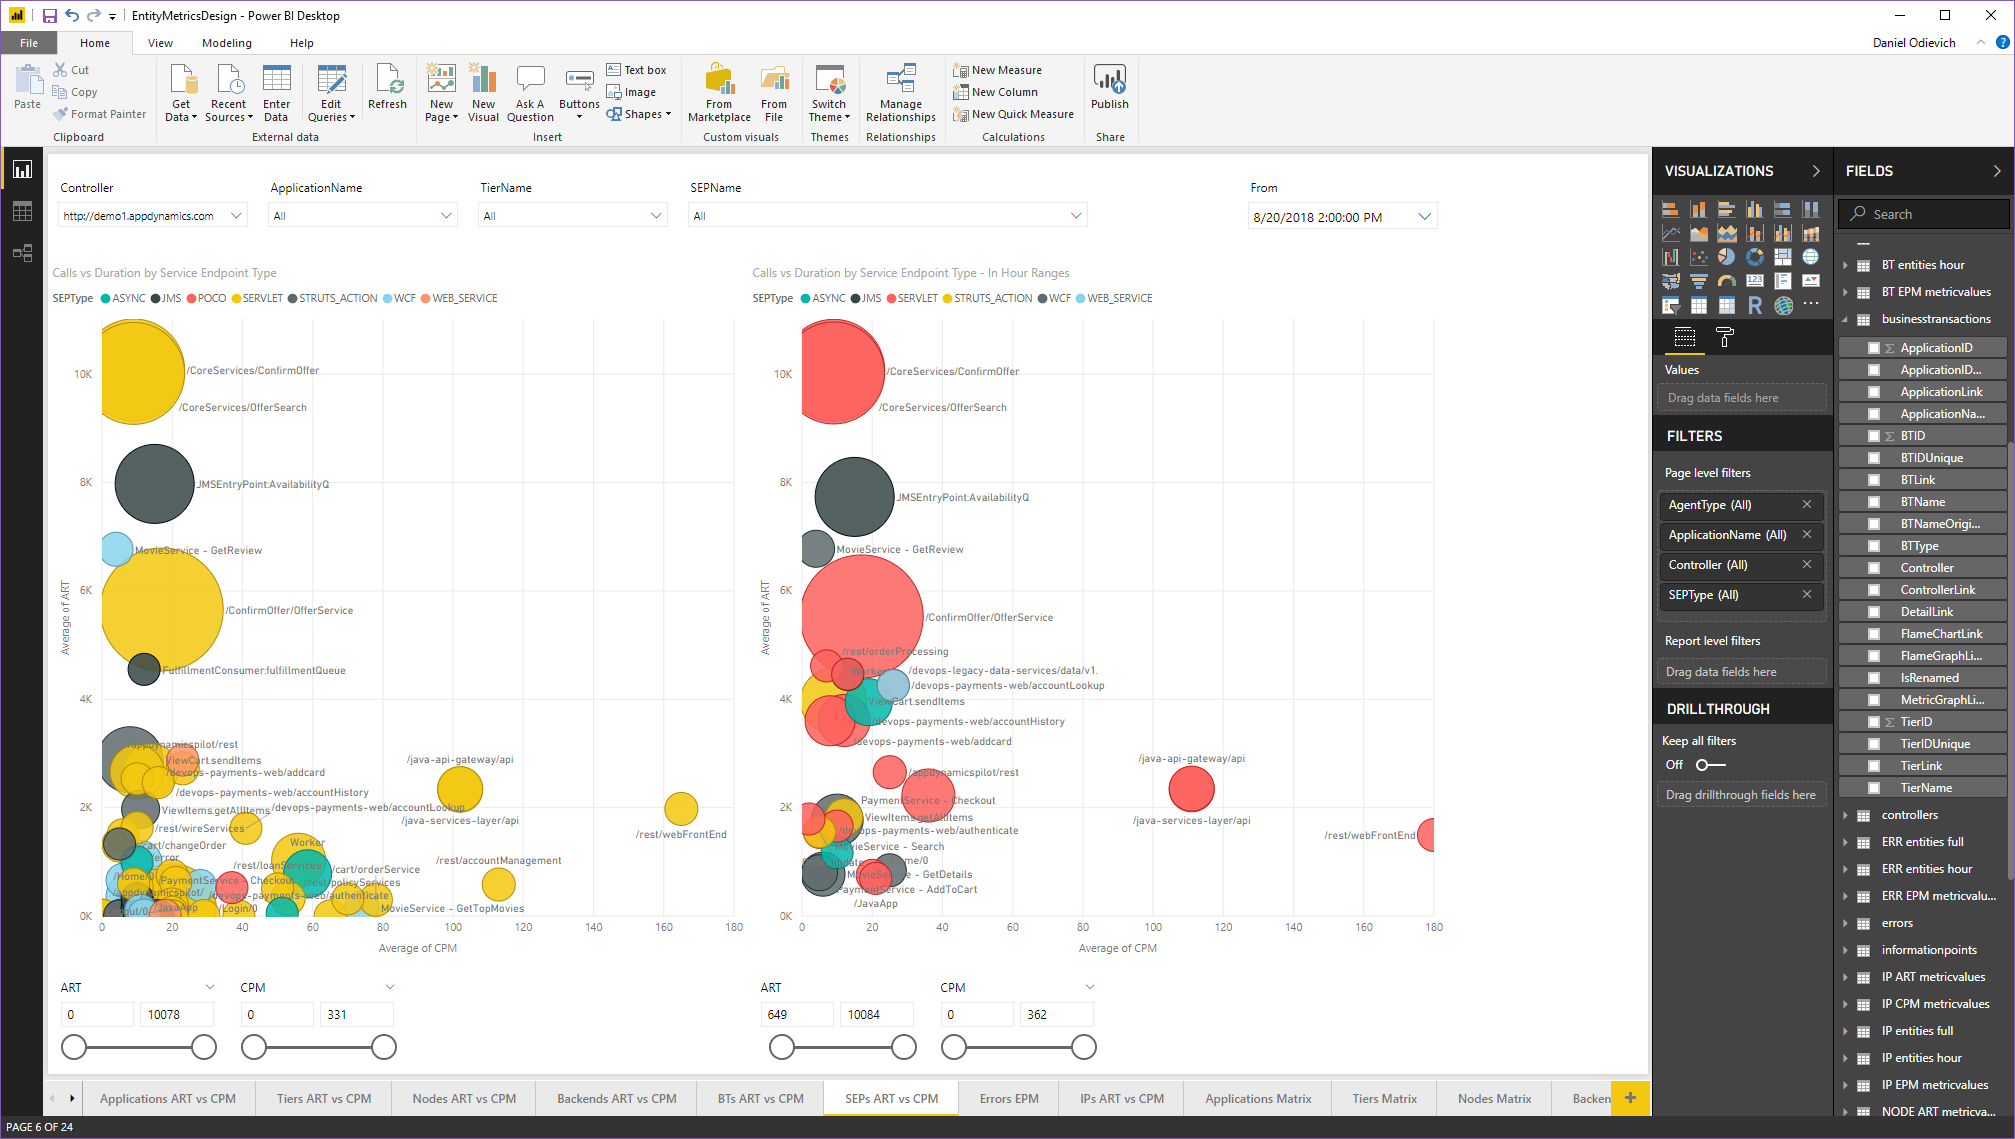 EntityMetricsDesign - Power BI Desktop
File Home View Modeling Help
Daniel Odievich
Paste
Cut
Copy
Format Painter
Clipboard
Get Data
Recent Sources
Enter Data
Edit Queries
Refresh
External data
New Page
New Visual
Ask A Question
Buttons
Text box
Image
Shapes
Insert
From Marketplace
From File
Custom visuals
Switch Theme
Themes
Manage Relationships
Relationships
New Measure
New Column
New Quick Measure
Calculations
Publish
Share
Controller
http://demo1.appdynamics.com
ApplicationName
All
TierName
All
SEPName
All
From
8/20/2018 2:00:00 PM
Calls vs Duration by Service Endpoint Type
SEPType ASYNC JMS POCO SERVLET STRUTS_ACTION WCF WEB_SERVICE
10K
8K
6K
4K
2K
0K
Average of ART
/CoreServices/ConfirmOffer
/CoreServices/OfferSearch
JMSEntryPoint:AvailabilityQ
MovieService - GetReview
/ConfirmOffer/OfferService
FulfillmentConsumer:fulfillmentQueue
/appdynamicspilot/rest
ViewCart.sendItems
/devops-payments-web/addcard
/devops-payments-web/accountHistory
ViewItems.getAllItems
/devops-payments-web/accountLookup
/rest/wireServices
/cart/changeOrder
/error
Worker
/java-api-gateway/api
/java-services-layer/api
/rest/webFrontEnd
/rest/accountManagement
/rest/loanServices
/cart/orderService
/Home/0
PaymentService - Checkout
/rest/policyServices
/appdynamicspilot/
/devops-payments-web/authenticate
/JavaApp
/Login/0
MovieService - GetTopMovies
0 20 40 60 80 100 120 140 160 180
Average of CPM
Calls vs Duration by Service Endpoint Type - In Hour Ranges
SEPType ASYNC JMS SERVLET STRUTS_ACTION WCF WEB_SERVICE
10K
8K
6K
4K
2K
0K
Average of ART
/CoreServices/ConfirmOffer
/CoreServices/OfferSearch
JMSEntryPoint:AvailabilityQ
MovieService - GetReview
/ConfirmOffer/OfferService
/rest/orderProcessing
Worker
/devops-legacy-data-services/data/v1.
/devops-payments-web/accountLookup
ViewCart.sendItems
/devops-payments-web/accountHistory
/devops-payments-web/addcard
/java-api-gateway/api
/appdynamicspilot/rest
PaymentService - Checkout
ViewItems.getAllItems
/java-services-layer/api
/devops-payments-web/authenticate
/rest/webFrontEnd
MovieService - Search
MovieService - GetDetails
PaymentService - AddToCart
/JavaApp
0 20 40 60 80 100 120 140 160 180
Average of CPM
ART
0 10078
CPM
0 331
ART
649 10084
CPM
0 362
Applications ART vs CPM
Tiers ART vs CPM
Nodes ART vs CPM
Backends ART vs CPM
BTs ART vs CPM
SEPs ART vs CPM
Errors EPM
IPs ART vs CPM
Applications Matrix
Tiers Matrix
Nodes Matrix
Backen
+
PAGE 6 OF 24
VISUALIZATIONS
R
Values
Drag data fields here
FILTERS
Page level filters
AgentType (All)
ApplicationName (All)
Controller (All)
SEPType (All)
Report level filters
Drag data fields here
DRILLTHROUGH
Keep all filters
Off
Drag drillthrough fields here
FIELDS
Search
BT entities hour
BT EPM metricvalues
businesstransactions
ApplicationID
ApplicationID...
ApplicationLink
ApplicationNa...
BTID
BTIDUnique
BTLink
BTName
BTNameOrigi...
BTType
Controller
ControllerLink
DetailLink
FlameChartLink
FlameGraphLi...
IsRenamed
MetricGraphLi...
TierID
TierIDUnique
TierLink
TierName
controllers
ERR entities full
ERR entities hour
ERR EPM metricvalu...
errors
informationpoints
IP ART metricvalues
IP CPM metricvalues
IP entities full
IP entities hour
IP EPM metricvalues
NODE ART metricva...